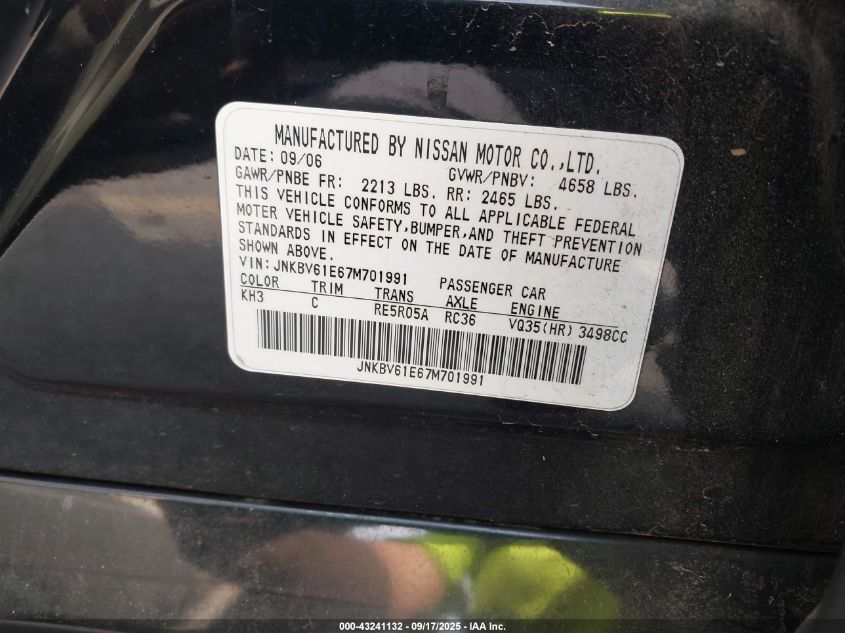 MANUFACTURED BY NISSAN MOTOR CO.,LTD.
DATE: 09/06 GVWR/PNBV: 4658 LBS.
GAWR/PNBE FR: 2213 LBS. RR: 2465 LBS.
THIS VEHICLE CONFORMS TO ALL APPLICABLE FEDERAL
MOTER VEHICLE SAFETY,BUMPER,AND THEFT PREVENTION
STANDARDS IN EFFECT ON THE DATE OF MANUFACTURE
SHOWN ABOVE.
VIN: JNKBV61E67M701991 PASSENGER CAR
COLOR TRIM TRANS AXLE ENGINE
KH3 C RE5R05A RC36 VQ35(HR) 3498CC
JNKBV61E67M701991
000-43241132 - 09/17/2025 - IAA Inc.